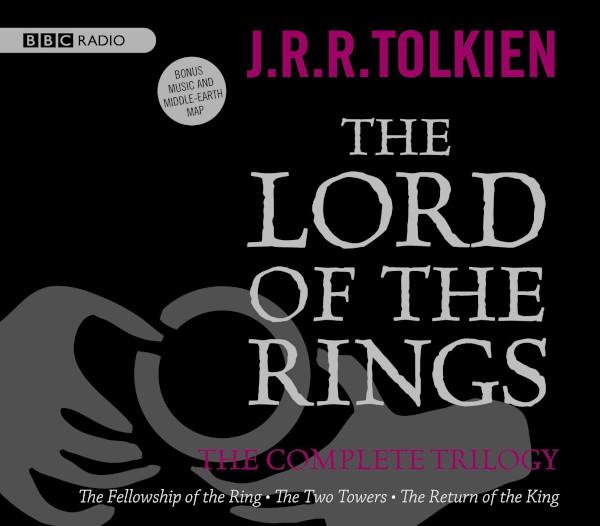 BBC RADIO
J.R.R.TOLKIEN
BONUS
MUSIC AND
MIDDLE-EARTH
MAP
THE
LORD
OF THE
RINGS
THE COMPLETE TRILOGY
The Fellowship of the Ring • The Two Towers • The Return of the King